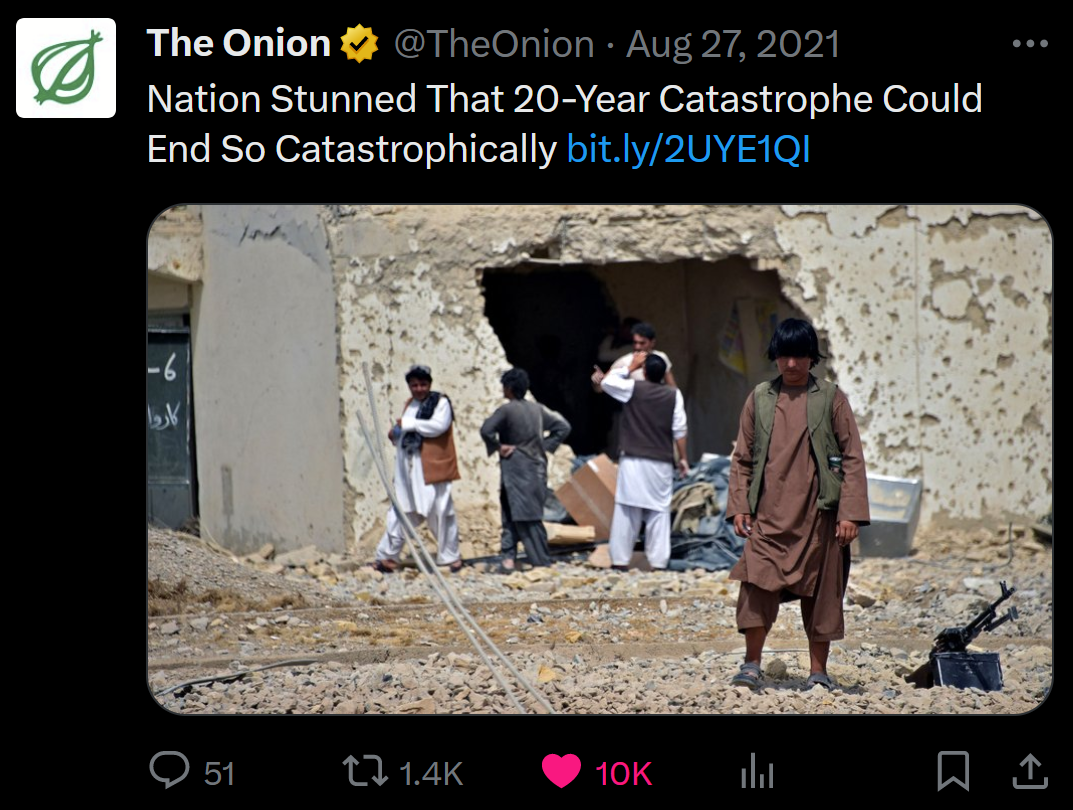 The Onion @TheOnion · Aug 27, 2021
Nation Stunned That 20-Year Catastrophe Could
End So Catastrophically bit.ly/2UYE1QI
-6
51 1.4K 10K